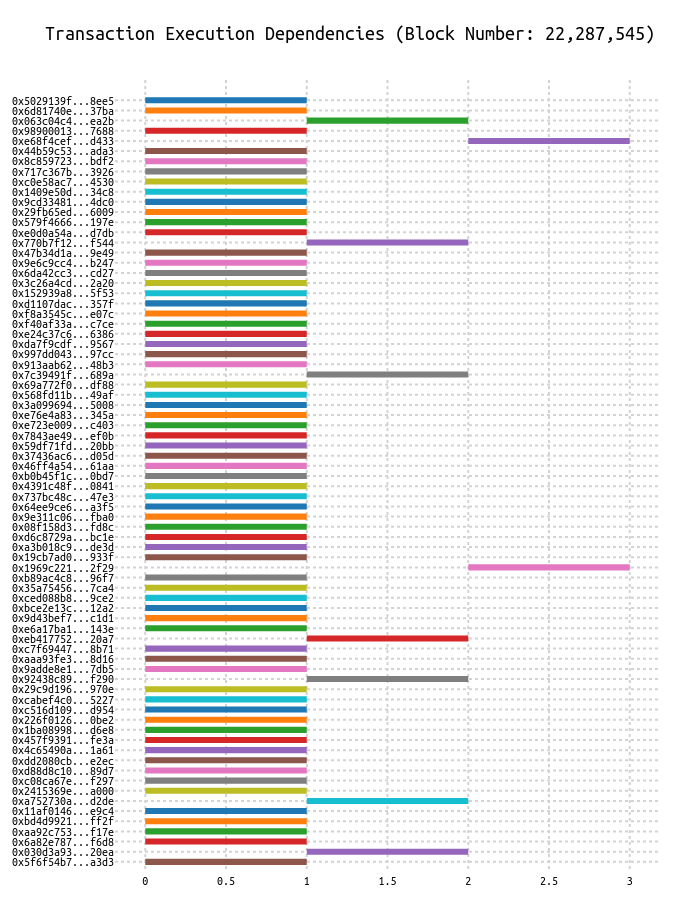 Transaction Execution Dependencies (Block Number: 22,287,545)
0x5029139f...8ee5
0x6d81740e...37ba
0x063c04c4...ea2b
0x98900013...7688
0xe68f4cef...d433
0x44b59c53...ada3
0x8c859723...bdf2
0x717c367b...3926
0xc0e58ac7...4530
0x1409e50d...34c8
0x9cd33481...4dc0
0x29fb65ed...6009
0x579f4666...197e
0xe0d0a54a...d7db
0x770b7f12...f544
0x47b34d1a...9e49
0x9e6c9cc4...b247
0x6da42cc3...cd27
0x3c26a4cd...2a20
0x152939a8...5f53
0xd1107dac...357f
0xf8a3545c...e07c
0xf40af33a...c7ce
0xe24c37c6...6386
0xda7f9cdf...9567
0x997dd043...97cc
0x913aab62...48b3
0x7c39491f...689a
0x69a772f0...df88
0x568fd11b...49af
0x3a099694...5008
0xe76e4a83...345a
0xe723e009...c403
0x7843ae49...ef0b
0x59df71fd...20bb
0x37436ac6...d05d
0x46ff4a54...61aa
0xb0b45f1c...0bd7
0x4391c48f...0841
0x737bc48c...47e3
0x64ee9ce6...a3f5
0x9e311c06...fba0
0x08f158d3...fd8c
0xd6c8729a...bc1e
0xa3b018c9...de3d
0x19cb7ad0...933f
0x1969c221...2f29
0xb89ac4c8...96f7
0x35a75456...7ca4
0xced088b8...9ce2
0xbce2e13c...12a2
0x9d43bef7...c1d1
0xe6a17ba1...143e
0xeb417752...20a7
0xc7f69447...8b71
0xaaa93fe3...8d16
0x9adde8e1...7db5
0x92438c89...f290
0x29c9d196...970e
0xcabef4c0...5227
0xc516d109...d954
0x226f0126...0be2
0x1ba08998...d6e8
0x457f9391...fe3a
0x4c65490a...1a61
0xdd2080cb...e2ec
0xd88d8c10...89d7
0xc08ca67e...f297
0x2415369e...a000
0xa752730a...d2de
0x11af0146...e9c4
0xbd4d9921...ff2f
0xaa92c753...f17e
0x6a82e787...f6d8
0x030d3a93...20ea
0x5f6f54b7...a3d3
0 0.5 1 1.5 2 2.5 3